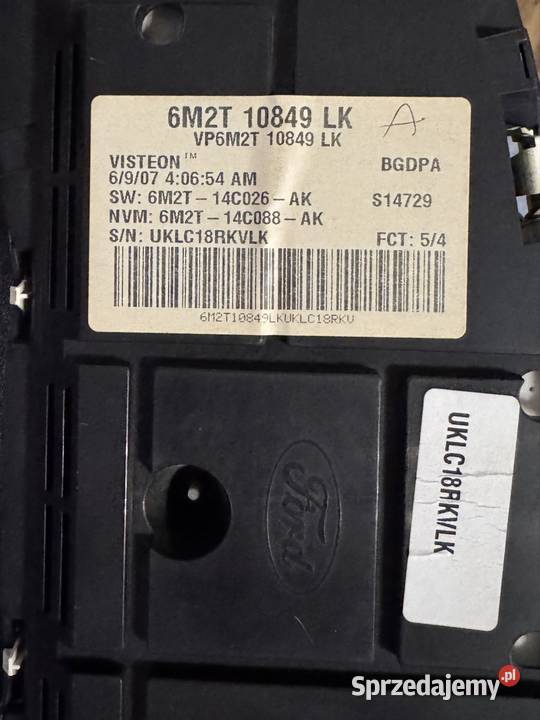 6M2T 10849 LK
A
VP6M2T 10849 LK
VISTEON™
BGDPA
6/9/07 4:06:54 AM
SW: 6M2T-14C026-AK
S14729
NVM: 6M2T-14C088-AK
S/N: UKLC18RKVLK
FCT: 5/4
6M2T10849LKUKLC18RKV
UKLC18RKVLK
Ford
Sprzedajemy.pl